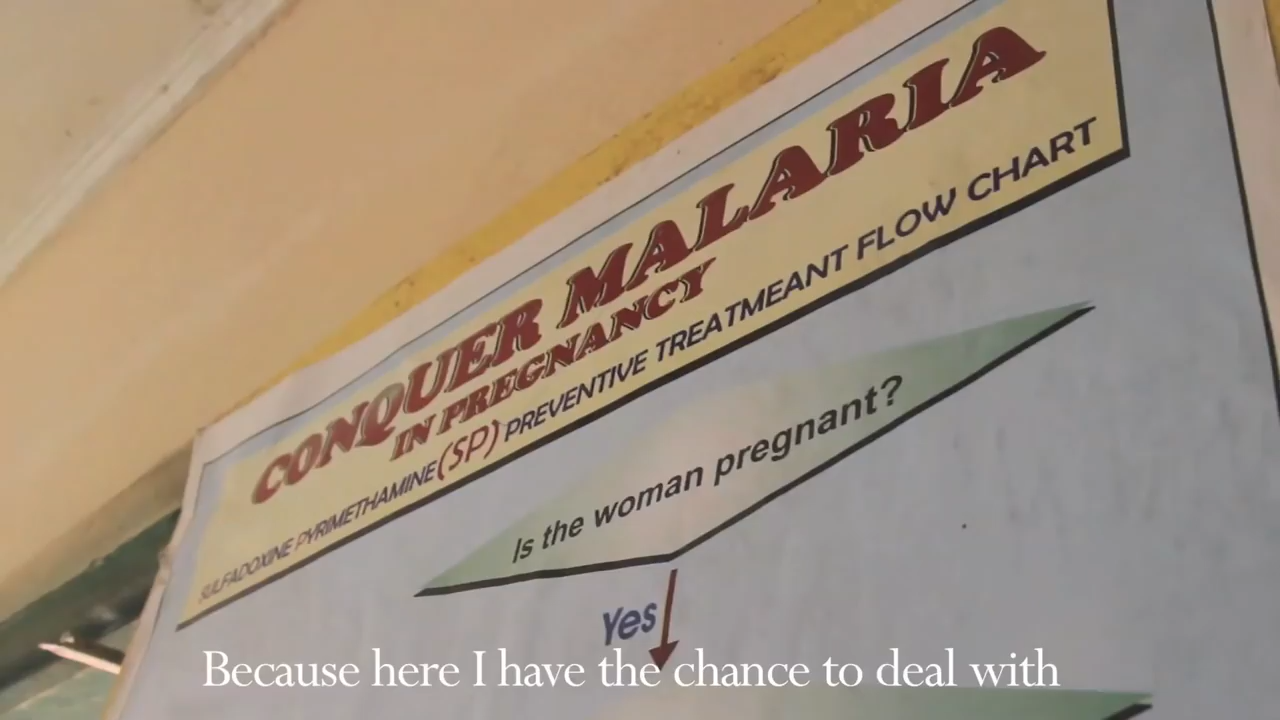 CONQUER MALARIA
IN PREGNANCY
SULFADOXINE PYRIMETHAMINE (SP) PREVENTIVE TREATMEANT FLOW CHART
Is the woman pregnant?
Yes
Because here I have the chance to deal with